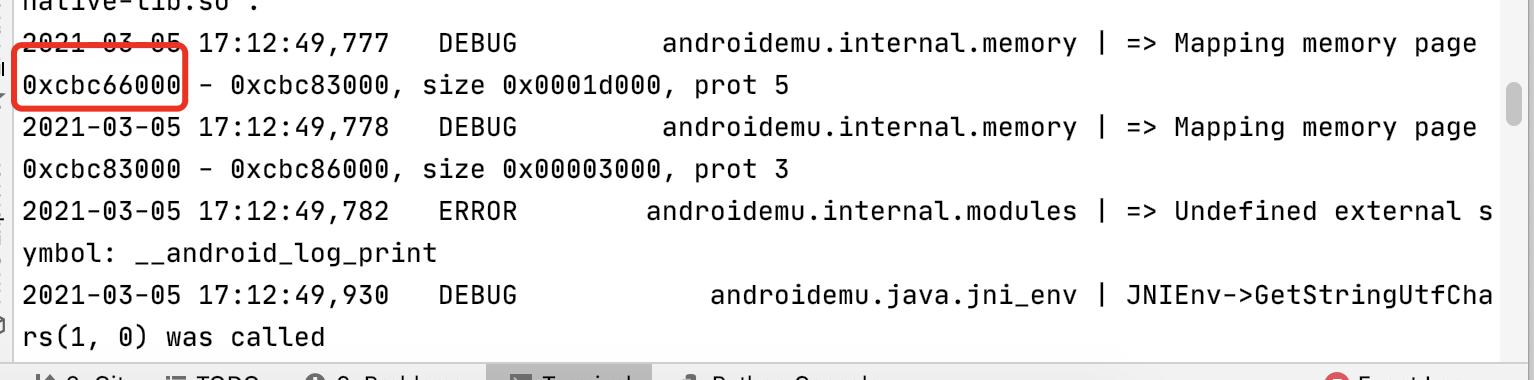 native-lib.so'.
2021-03-05 17:12:49,777   DEBUG         androidemu.internal.memory | => Mapping memory page
0xcbc66000 - 0xcbc83000, size 0x0001d000, prot 5
2021-03-05 17:12:49,778   DEBUG         androidemu.internal.memory | => Mapping memory page
0xcbc83000 - 0xcbc86000, size 0x00003000, prot 3
2021-03-05 17:12:49,782   ERROR        androidemu.internal.modules | => Undefined external s
ymbol: __android_log_print
2021-03-05 17:12:49,930   DEBUG            androidemu.java.jni_env | JNIEnv->GetStringUtfCha
rs(1, 0) was called